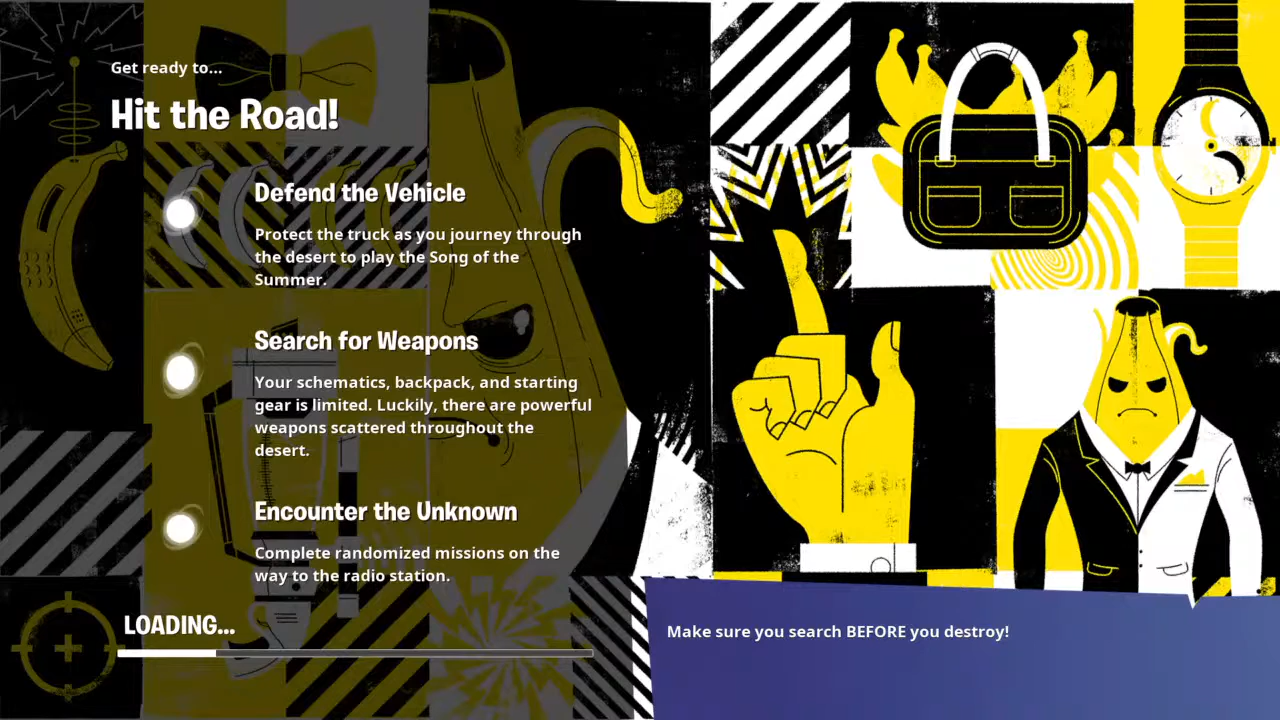 Get ready to...
Hit the Road!
Defend the Vehicle
Protect the truck as you journey through
the desert to play the Song of the
Summer.
Search for Weapons
Your schematics, backpack, and starting
gear is limited. Luckily, there are powerful
weapons scattered throughout the
desert.
Encounter the Unknown
Complete randomized missions on the
way to the radio station.
LOADING...
Make sure you search BEFORE you destroy!